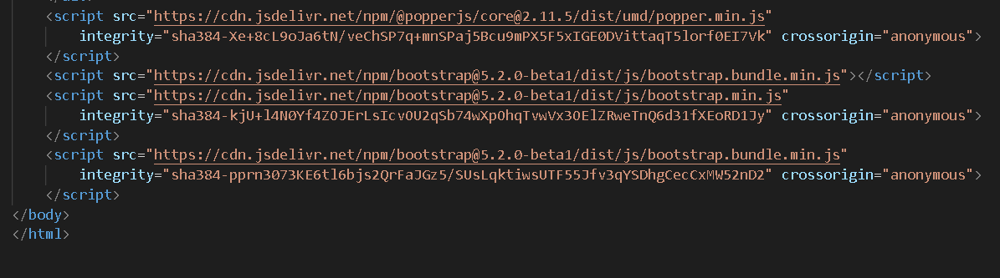 <script src="https://cdn.jsdelivr.net/npm/@popperjs/core@2.11.5/dist/umd/popper.min.js"
integrity="sha384-Xe+8cL9oJa6tN/veChSP7q+mnSPaj5Bcu9mPX5F5xIGE0DVittaqT5lorf0EI7Vk" crossorigin="anonymous">
</script>
<script src="https://cdn.jsdelivr.net/npm/bootstrap@5.2.0-beta1/dist/js/bootstrap.bundle.min.js"></script>
<script src="https://cdn.jsdelivr.net/npm/bootstrap@5.2.0-beta1/dist/js/bootstrap.min.js"
integrity="sha384-kjU+l4N0Yf4ZOJErLsIcvOU2qSb74wXpOhqTvwVx3OElZRweTnQ6d31fXEoRD1Jy" crossorigin="anonymous">
</script>
<script src="https://cdn.jsdelivr.net/npm/bootstrap@5.2.0-beta1/dist/js/bootstrap.bundle.min.js"
integrity="sha384-pprn3073KE6tl6bjs2QrFaJGz5/SUsLqktiwsUTF55Jfv3qYSDhgCecCxMW52nD2" crossorigin="anonymous">
</script>
</body>
</html>